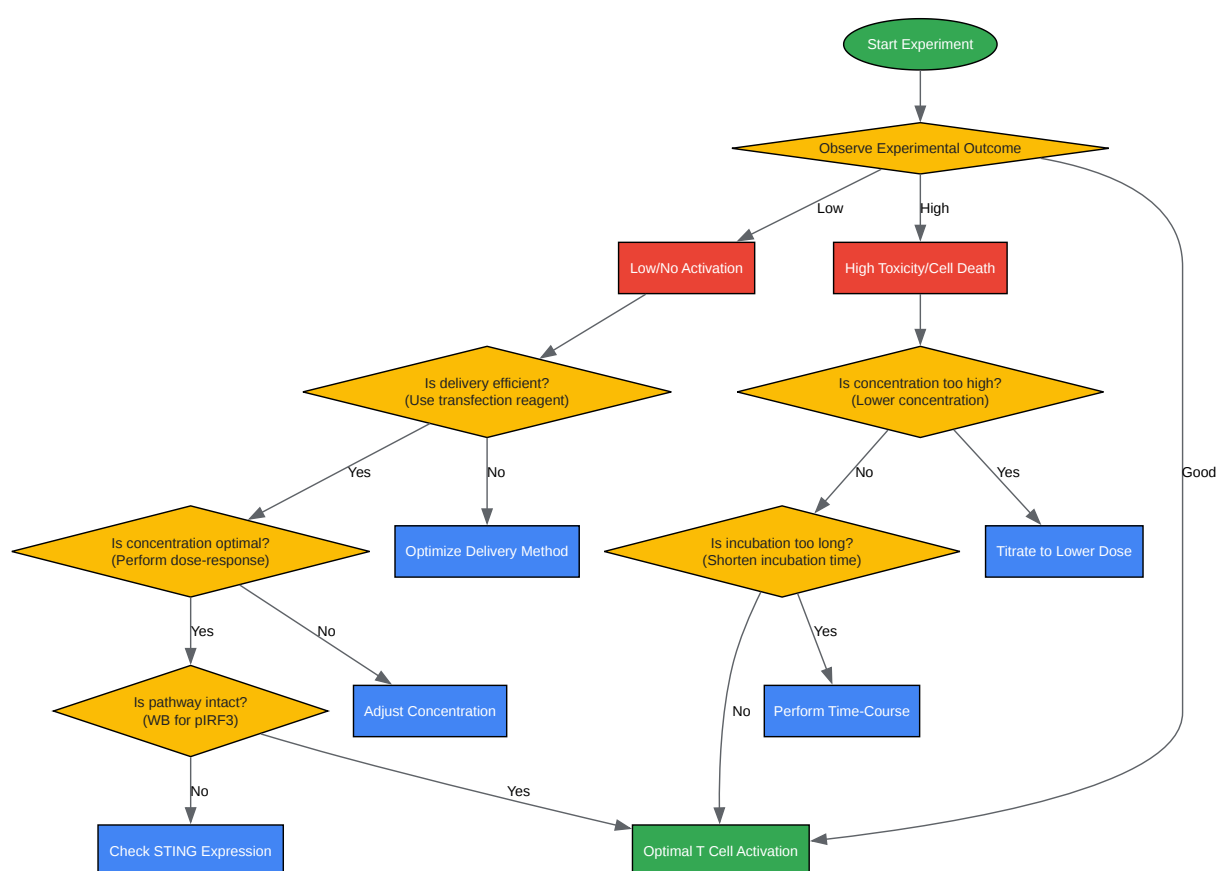 Start Experiment
Observe Experimental Outcome
Low
High
Low/No Activation
High Toxicity/Cell Death
Is delivery efficient?
(Use transfection reagent)
Is concentration too high?
(Lower concentration)
Yes
No
No
Yes
Good
Is concentration optimal?
(Perform dose-response)
Optimize Delivery Method
Is incubation too long?
(Shorten incubation time)
Titrate to Lower Dose
Yes
No
Yes
Is pathway intact?
(WB for pIRF3)
Adjust Concentration
No
Perform Time-Course
No
Yes
Check STING Expression
Optimal T Cell Activation